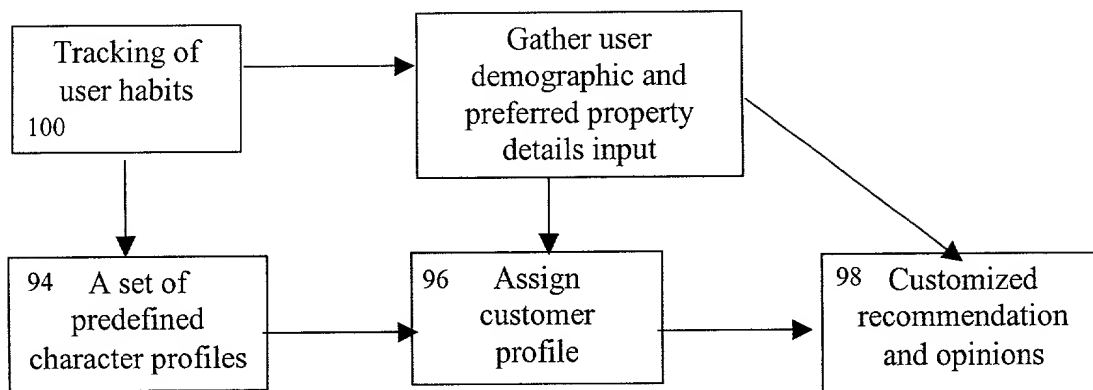 Tracking of
user habits
100
Gather user
demographic and
preferred property
details input
94 A set of
predefined
character profiles
96 Assign
customer
profile
98 Customized
recommendation
and opinions